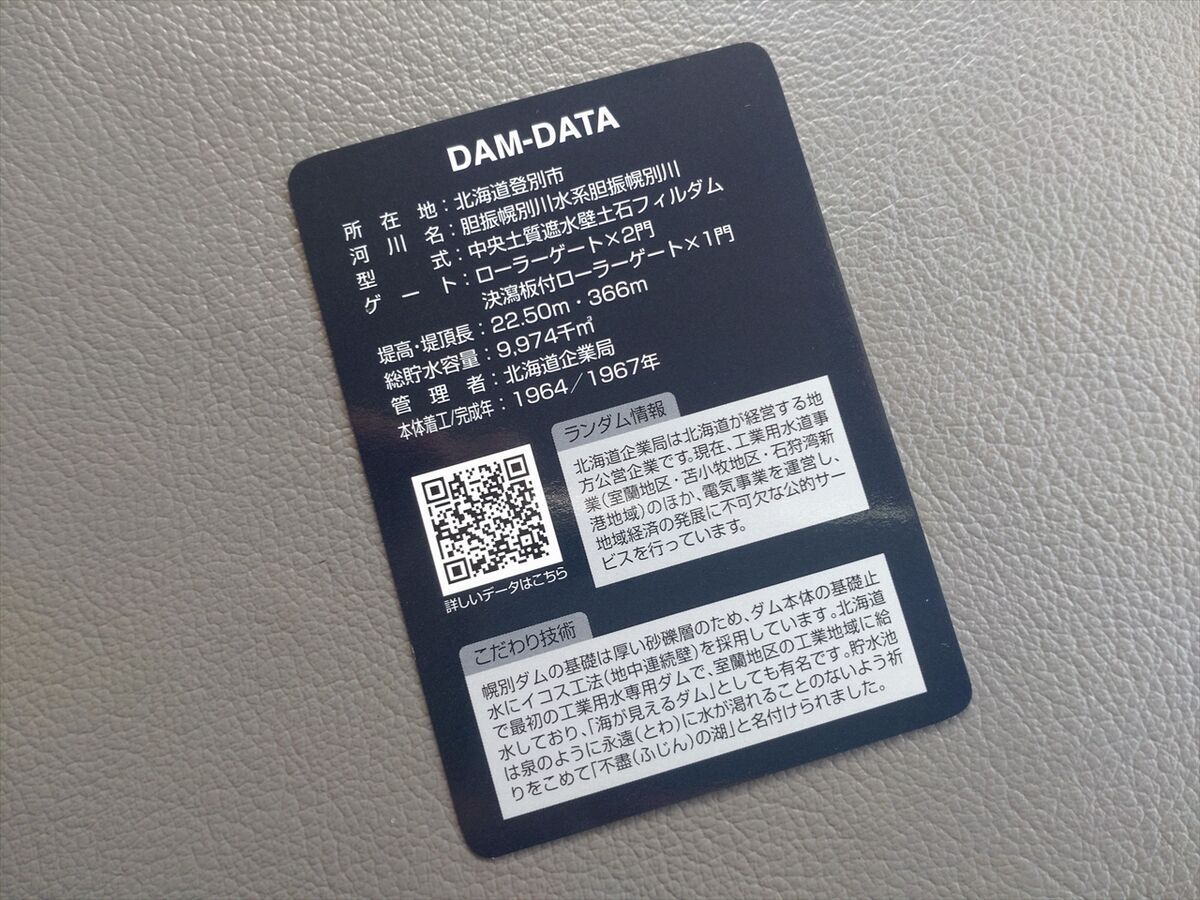 DAM-DATA
所在地：北海道登別市
河川名：胆振幌別川水系胆振幌別川
型式：中央土質遮水壁土石フィルダム
ゲート：ローラーゲート×2門
決瀉板付ローラーゲート×1門
堤高・堤頂長：22.50m・366m
総貯水容量：9,974千㎥
管理者：北海道企業局
本体着工/完成年：1964／1967年
詳しいデータはこちら
ランダム情報
北海道企業局は北海道が経営する地
方公営企業です。現在、工業用水道事
業（室蘭地区・苫小牧地区・石狩湾新
港地域）のほか、電気事業を運営し、
地域経済の発展に不可欠な公的サー
ビスを行っています。
こだわり技術
幌別ダムの基礎は厚い砂礫層のため、ダム本体の基礎止
水にイコス工法（地中連続壁）を採用しています。北海道
で最初の工業用水専用ダムで、室蘭地区の工業地域に給
水しており、「海が見えるダム」としても有名です。貯水池
は泉のように永遠（とわ）に水が渇れることのないよう祈
りをこめて「不盡（ふじん）の湖」と名付けられました。